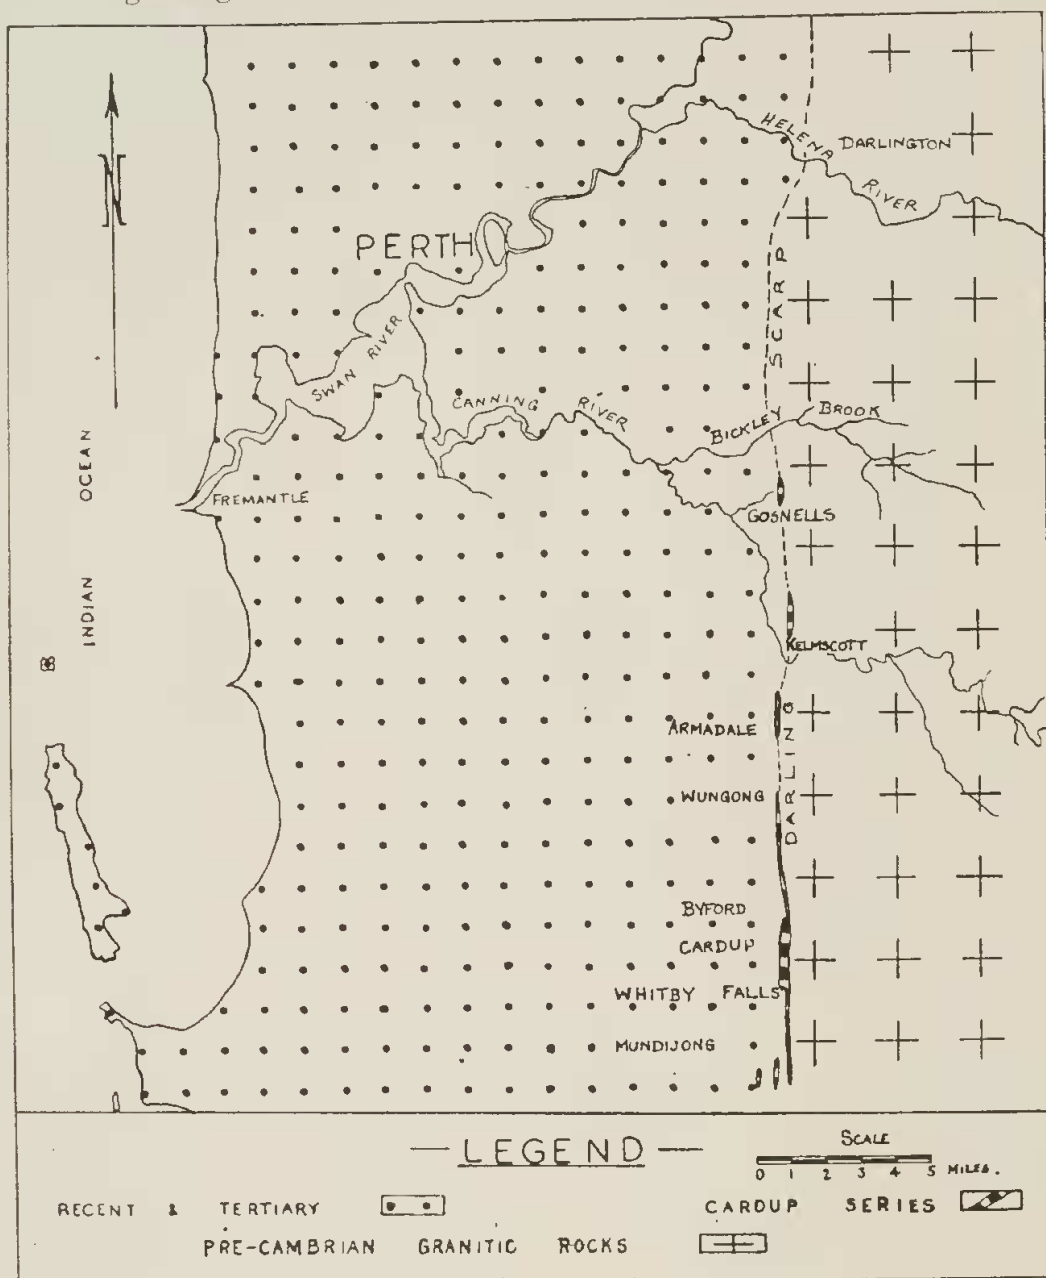 HELENA RIVER
DARLINGTON
N
PERTH
SWAN RIVER
CANNING RIVER
BICKLEY BROOK
SCARP
INDIAN OCEAN
FREMANTLE
GOSNELLS
KELMSCOTT
ARMADALE
DARLING
WUNGONG
BYFORD
CARDUP
WHITBY FALLS
MUNDIJONG
— LEGEND —
SCALE
0 1 2 3 4 5 MILES.
RECENT & TERTIARY
CARDUP SERIES
PRE-CAMBRIAN GRANITIC ROCKS